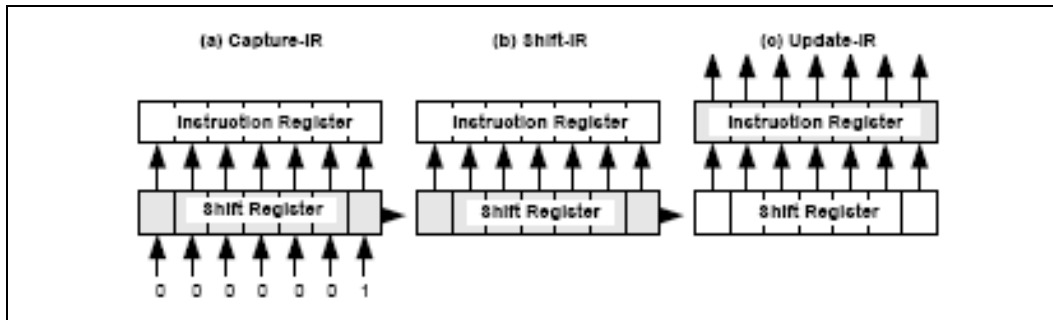 (a) Capture-IR (b) Shift-IR (c) Update-IR
Instruction Register Instruction Register Instruction Register
Shift Register Shift Register Shift Register
0 0 0 0 0 0 1